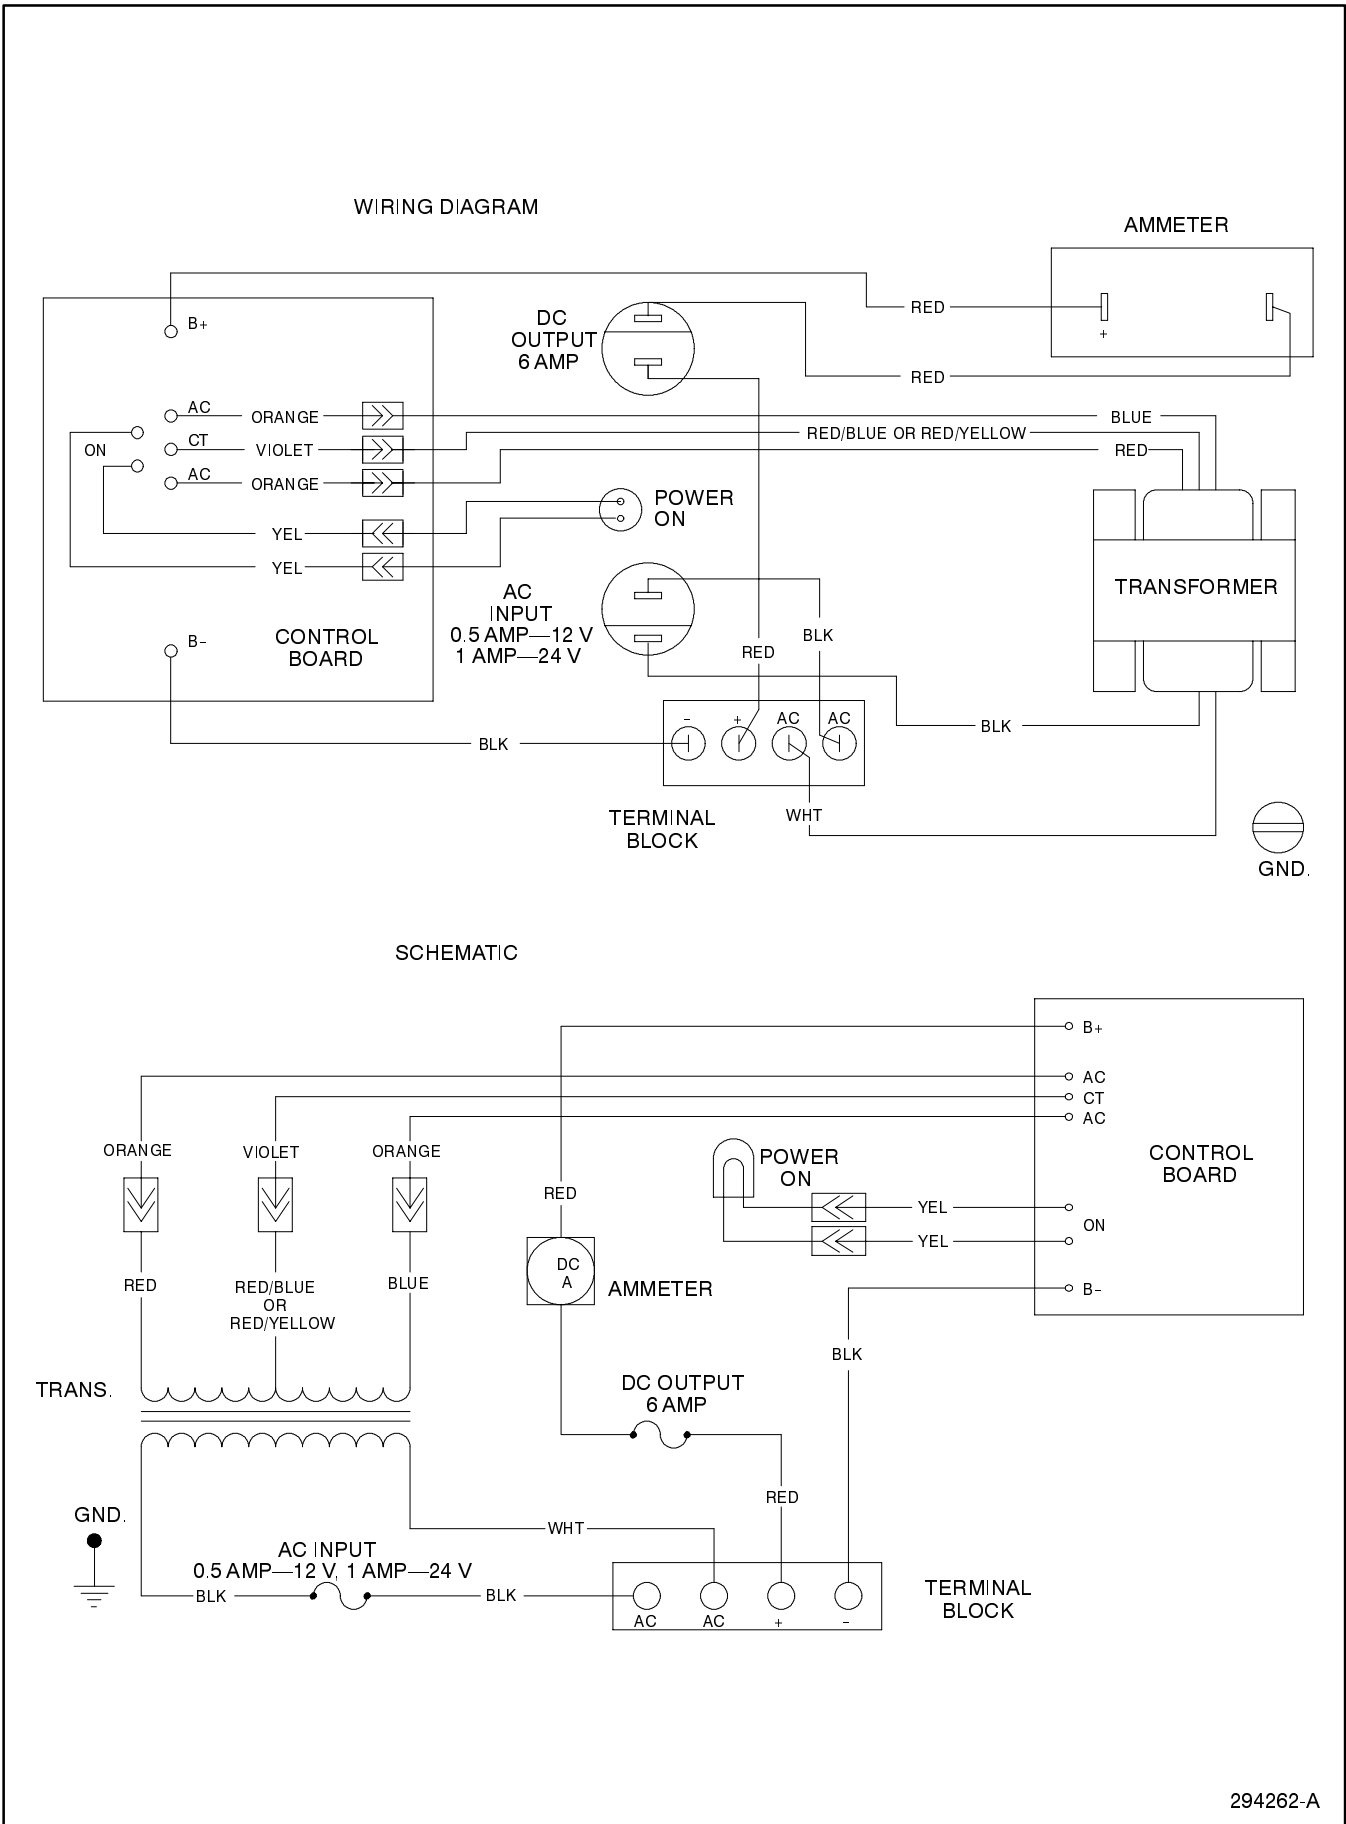 WIRING DIAGRAM
AMMETER
B+
DC
OUTPUT
6 AMP
RED
+
RED
AC
ORANGE
BLUE
ON
CT
VIOLET
RED/BLUE OR RED/YELLOW
AC
ORANGE
RED
YEL
POWER
ON
YEL
TRANSFORMER
AC
INPUT
0.5 AMP—12 V
1 AMP—24 V
B-
CONTROL
BOARD
RED
BLK
-
+
AC
AC
BLK
BLK
TERMINAL
BLOCK
WHT
GND.
SCHEMATIC
B+
AC
CT
AC
ORANGE
VIOLET
ORANGE
POWER
ON
CONTROL
BOARD
RED
YEL
ON
YEL
RED
RED/BLUE
OR
RED/YELLOW
BLUE
DC
A
AMMETER
B-
BLK
TRANS.
DC OUTPUT
6 AMP
RED
GND.
WHT
AC INPUT
0.5 AMP—12 V, 1 AMP—24 V
BLK
BLK
TERMINAL
BLOCK
AC
AC
+
-
294262-A